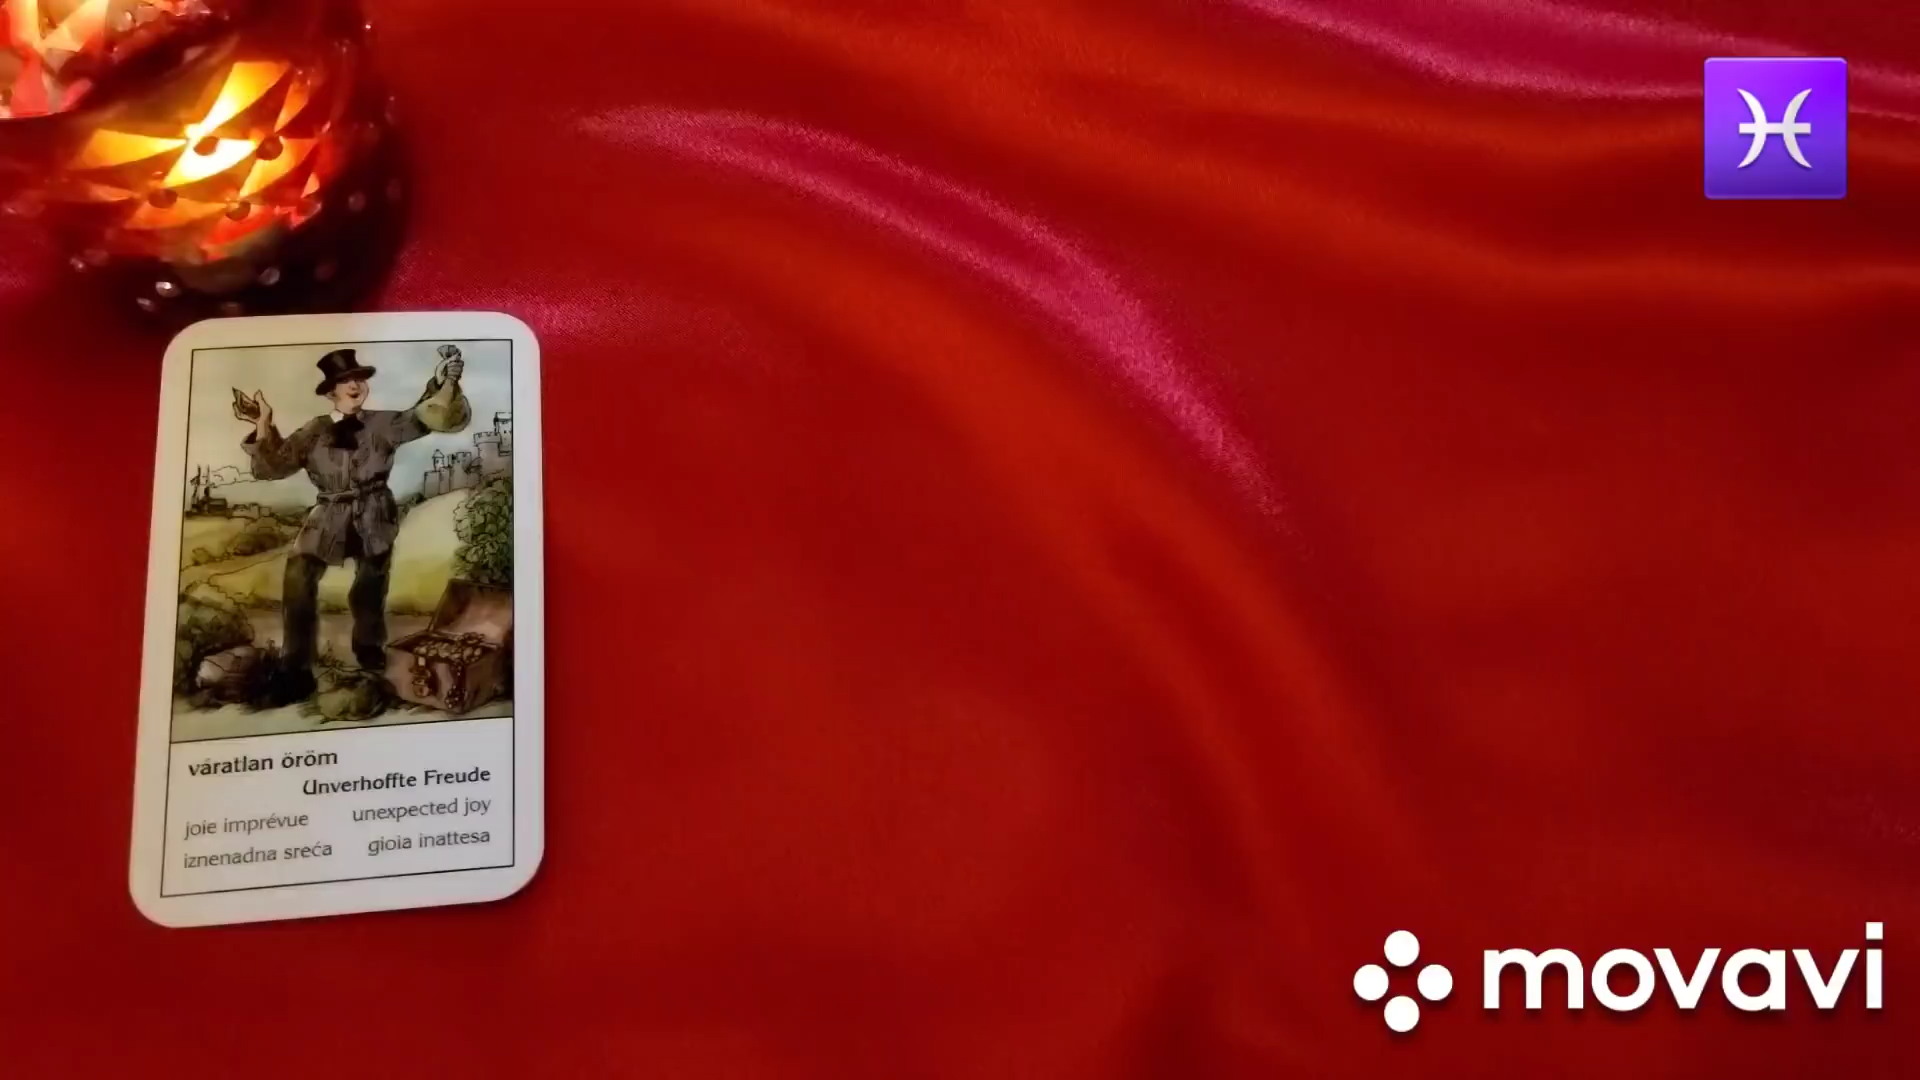 váratlan öröm
Unverhoffte Freude
joie imprévue unexpected joy
iznenadna sreća gioia inattesa
movavi